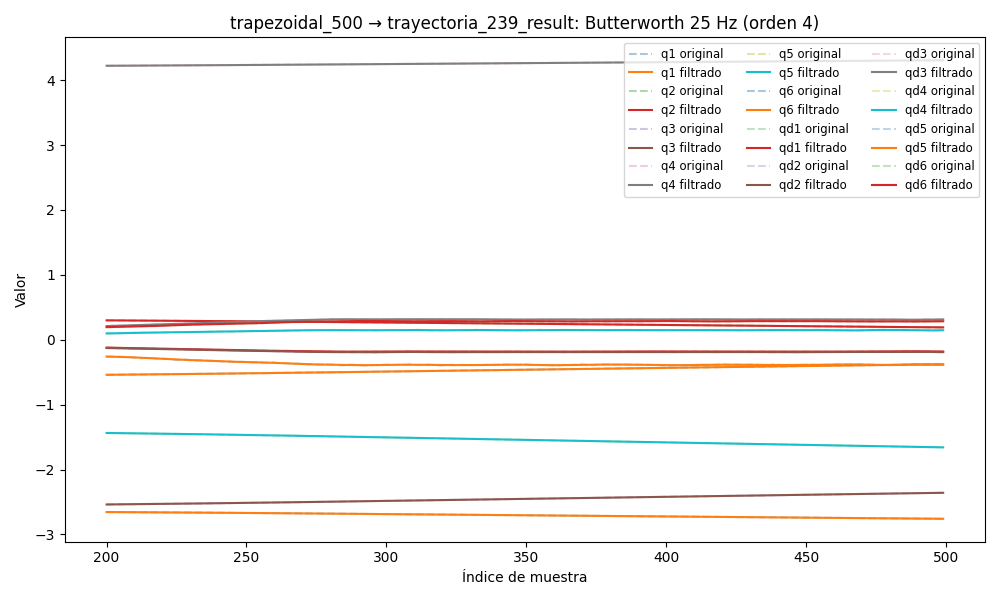 trapezoidal_500 → trayectoria_239_result: Butterworth 25 Hz (orden 4)
q1 original
q1 filtrado
q2 original
q2 filtrado
q3 original
q3 filtrado
q4 original
q4 filtrado
q5 original
q5 filtrado
q6 original
q6 filtrado
qd1 original
qd1 filtrado
qd2 original
qd2 filtrado
qd3 original
qd3 filtrado
qd4 original
qd4 filtrado
qd5 original
qd5 filtrado
qd6 original
qd6 filtrado
Valor
4
3
2
1
0
−1
−2
−3
200
250
300
350
400
450
500
Índice de muestra